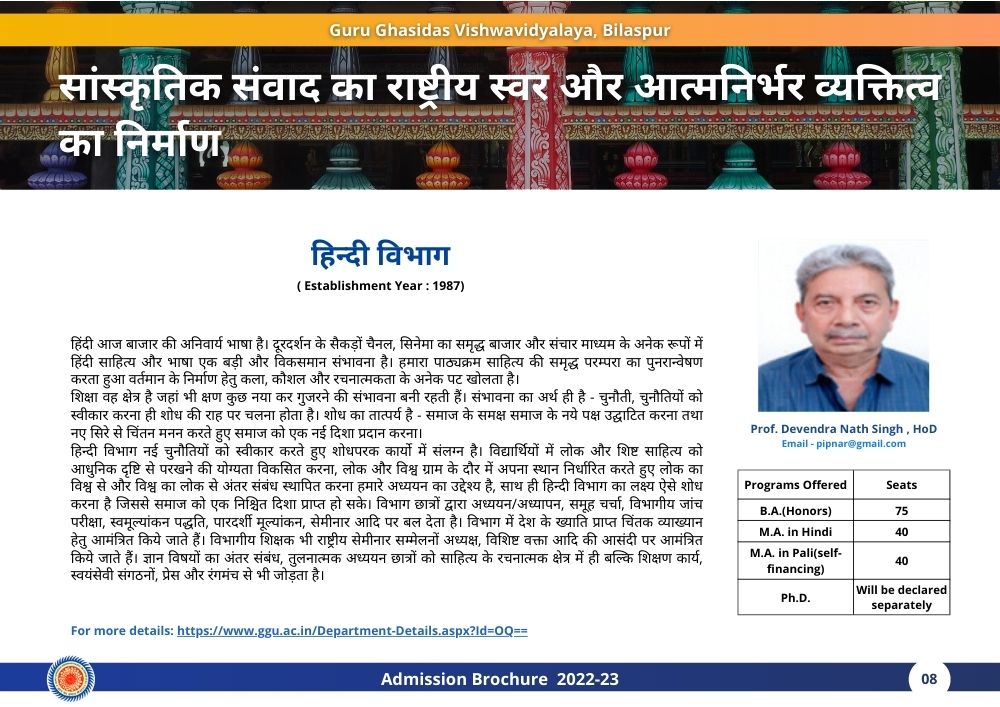 Guru Ghasidas Vishwavidyalaya, Bilaspur
सांस्कृतिक संवाद का राष्ट्रीय स्वर और आत्मनिर्भर व्यक्तित्व
का निर्माण,
हिन्दी विभाग
( Establishment Year : 1987)
हिंदी आज बाजार की अनिवार्य भाषा है। दूरदर्शन के सैकड़ों चैनल, सिनेमा का समृद्ध बाजार और संचार माध्यम के अनेक रूपों में
हिंदी साहित्य और भाषा एक बड़ी और विकसमान संभावना है। हमारा पाठ्यक्रम साहित्य की समृद्ध परम्परा का पुनरान्वेषण
करता हुआ वर्तमान के निर्माण हेतु कला, कौशल और रचनात्मकता के अनेक पट खोलता है।
शिक्षा वह क्षेत्र है जहां भी क्षण कुछ नया कर गुजरने की संभावना बनी रहती हैं। संभावना का अर्थ ही है - चुनौती, चुनौतियों को
स्वीकार करना ही शोध की राह पर चलना होता है। शोध का तात्पर्य है - समाज के समक्ष समाज के नये पक्ष उद्घाटित करना तथा
नए सिरे से चिंतन मनन करते हुए समाज को एक नई दिशा प्रदान करना।
हिन्दी विभाग नई चुनौतियों को स्वीकार करते हुए शोधपरक कार्यो में संलग्न है। विद्यार्थियों में लोक और शिष्ट साहित्य को
आधुनिक दृष्टि से परखने की योग्यता विकसित करना, लोक और विश्व ग्राम के दौर में अपना स्थान निर्धारित करते हुए लोक का
विश्व से और विश्व का लोक से अंतर संबंध स्थापित करना हमारे अध्ययन का उद्देश्य है, साथ ही हिन्दी विभाग का लक्ष्य ऐसे शोध
करना है जिससे समाज को एक निश्चित दिशा प्राप्त हो सके। विभाग छात्रों द्वारा अध्ययन/अध्यापन, समूह चर्चा, विभागीय जांच
परीक्षा, स्वमूल्यांकन पद्धति, पारदर्शी मूल्यांकन, सेमीनार आदि पर बल देता है। विभाग में देश के ख्याति प्राप्त चिंतक व्याख्यान
हेतु आमंत्रित किये जाते हैं। विभागीय शिक्षक भी राष्ट्रीय सेमीनार सम्मेलनों अध्यक्ष, विशिष्ट वक्ता आदि की आसंदी पर आमंत्रित
किये जाते हैं। ज्ञान विषयों का अंतर संबंध, तुलनात्मक अध्ययन छात्रों को साहित्य के रचनात्मक क्षेत्र में ही बल्कि शिक्षण कार्य,
स्वयंसेवी संगठनों, प्रेस और रंगमंच से भी जोड़ता है।
For more details: https://www.ggu.ac.in/Department-Details.aspx?Id=OQ==
Prof. Devendra Nath Singh , HoD
Email - pipnar@gmail.com
Programs Offered Seats
B.A.(Honors) 75
M.A. in Hindi 40
M.A. in Pali(self-
financing) 40
Ph.D. Will be declared
separately
Admission Brochure 2022-23
08